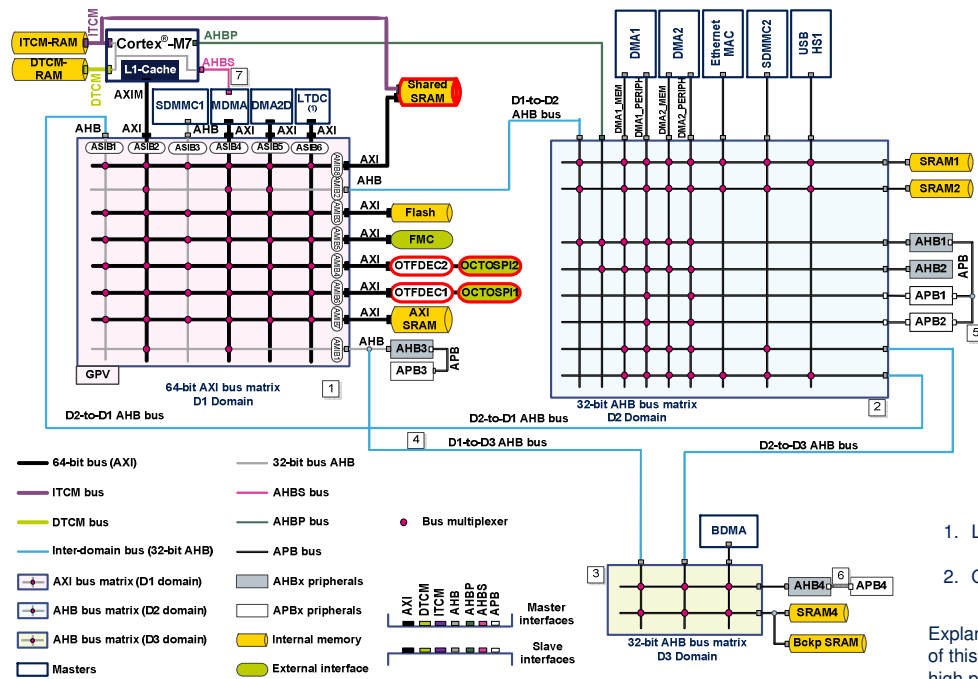 ITCM
ITCM-RAM
DTCM-
RAM
DTCM
Cortex®-M7
L1-Cache
AHBP
AHBS
7
AXIM
SDMMC1
MDMA
DMA2D
LTDC
(1)
Shared
SRAM
AHB
AXI
AHB
AXI
AXI
AXI
ASIB1
ASIB2
ASIB3
ASIB4
ASIB5
ASIB6
AXI
AHB
AXI
Flash
AXI
FMC
AXI
OTFDEC2
OCTOSPI2
AXI
OTFDEC1
OCTOSPI1
AXI
AXI
SRAM
AHB
AHB3
APB3
APB
GPV
64-bit AXI bus matrix
D1 Domain
1
D1-to-D2
AHB bus
DMA1
DMA2
Ethernet
MAC
SDMMC2
USB
HS1
DMA1_MEM
DMA1_PERIPH
DMA2_MEM
DMA2_PERIPH
SRAM1
SRAM2
AHB1
AHB2
APB
APB1
APB2
5
32-bit AHB bus matrix
D2 Domain
2
D2-to-D1 AHB bus
D2-to-D1 AHB bus
4
D1-to-D3 AHB bus
D2-to-D3 AHB bus
64-bit bus (AXI)
32-bit bus AHB
ITCM bus
AHBS bus
DTCM bus
AHBP bus
Bus multiplexer
Inter-domain bus (32-bit AHB)
APB bus
AXI bus matrix (D1 domain)
AHBx pripherals
AHB bus matrix (D2 domain)
APBx pripherals
AHB bus matrix (D3 domain)
Internal memory
Masters
External interface
AXI
DTCM
ITCM
AHB
AHBP
AHBS
APB
Master
interfaces
Slave
interfaces
BDMA
3
AHB4
6
APB4
SRAM4
Bckp SRAM
32-bit AHB bus matrix
D3 Domain
1. L
2.
of this